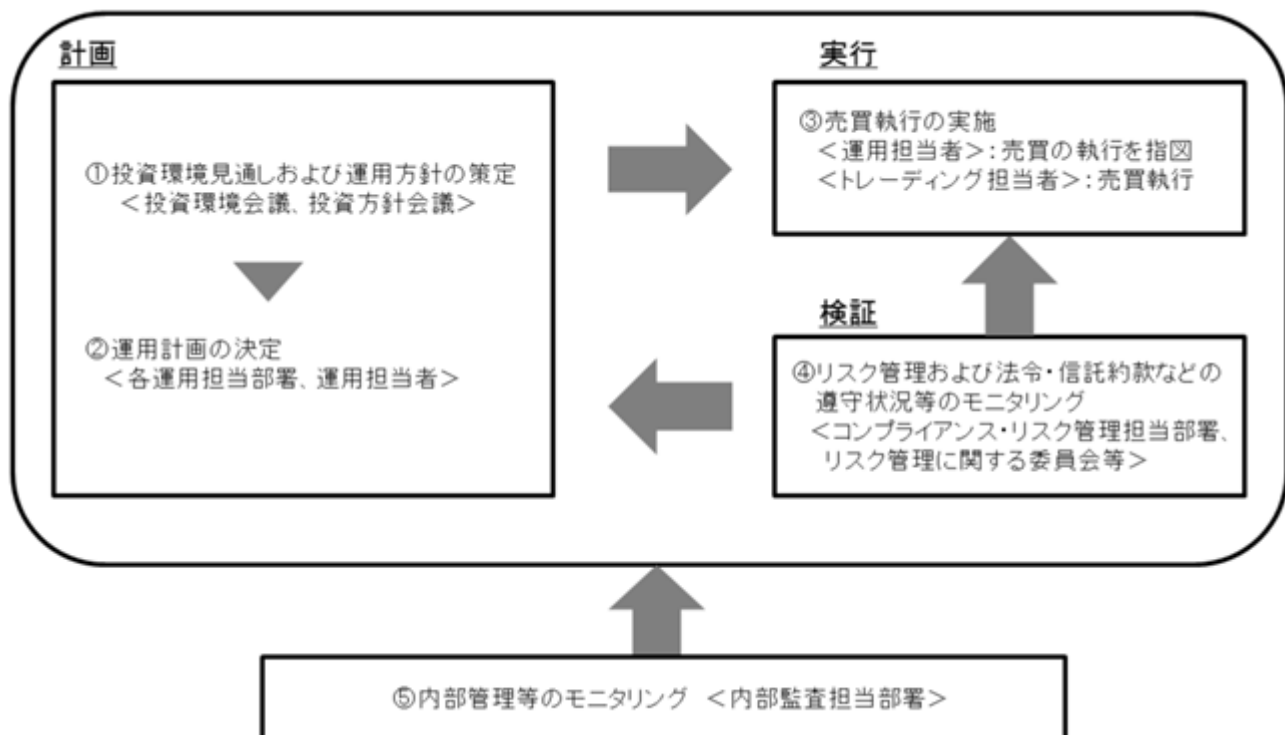 計画
①投資環境見通しおよび運用方針の策定
＜投資環境会議、投資方針会議＞
②運用計画の決定
＜各運用担当部署、運用担当者＞
実行
③売買執行の実施
＜運用担当者＞：売買の執行を指図
＜トレーディング担当者＞：売買執行
検証
④リスク管理および法令・信託約款などの
遵守状況等のモニタリング
＜コンプライアンス・リスク管理担当部署、
リスク管理に関する委員会等＞
⑤内部管理等のモニタリング ＜内部監査担当部署＞